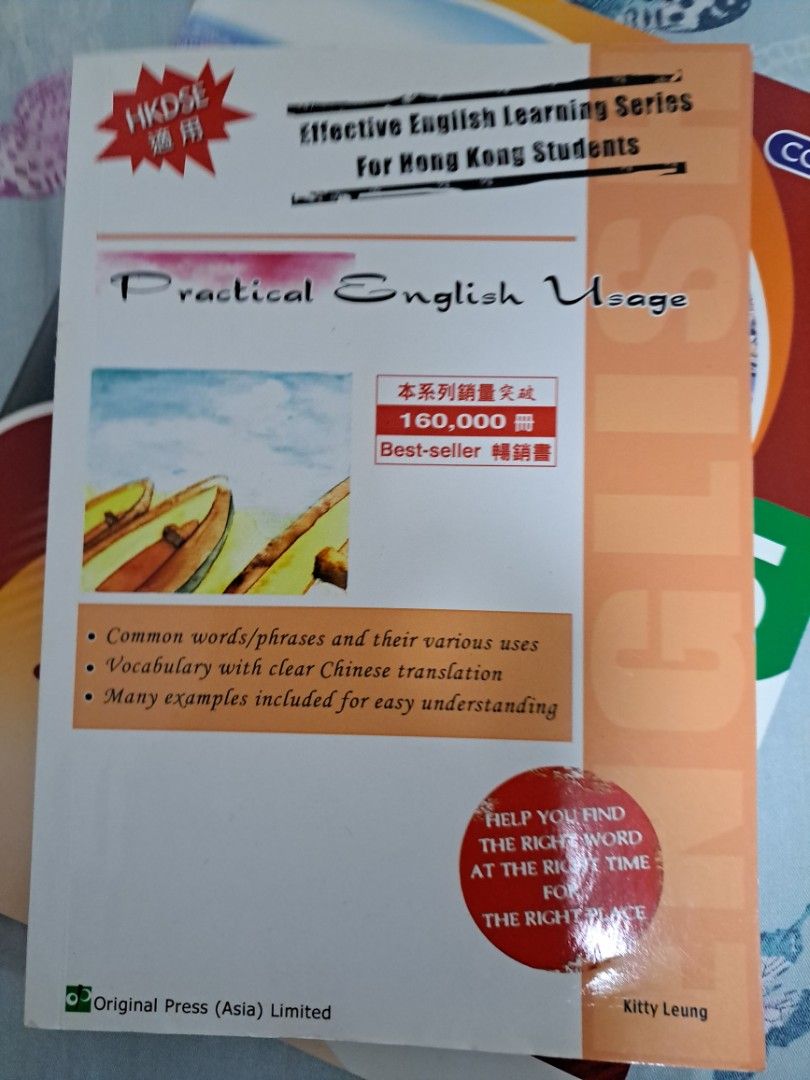 HKDSE
適用
Effective English Learning Series
For Hong Kong Students
Practical English Usage
本系列銷量突破
160,000 冊
Best-seller 暢銷書
• Common words/phrases and their various uses
• Vocabulary with clear Chinese translation
• Many examples included for easy understanding
HELP YOU FIND
THE RIGHT WORD
AT THE RIGHT TIME
FOR
THE RIGHT PLACE
ENGLISH
Original Press (Asia) Limited
Kitty Leung